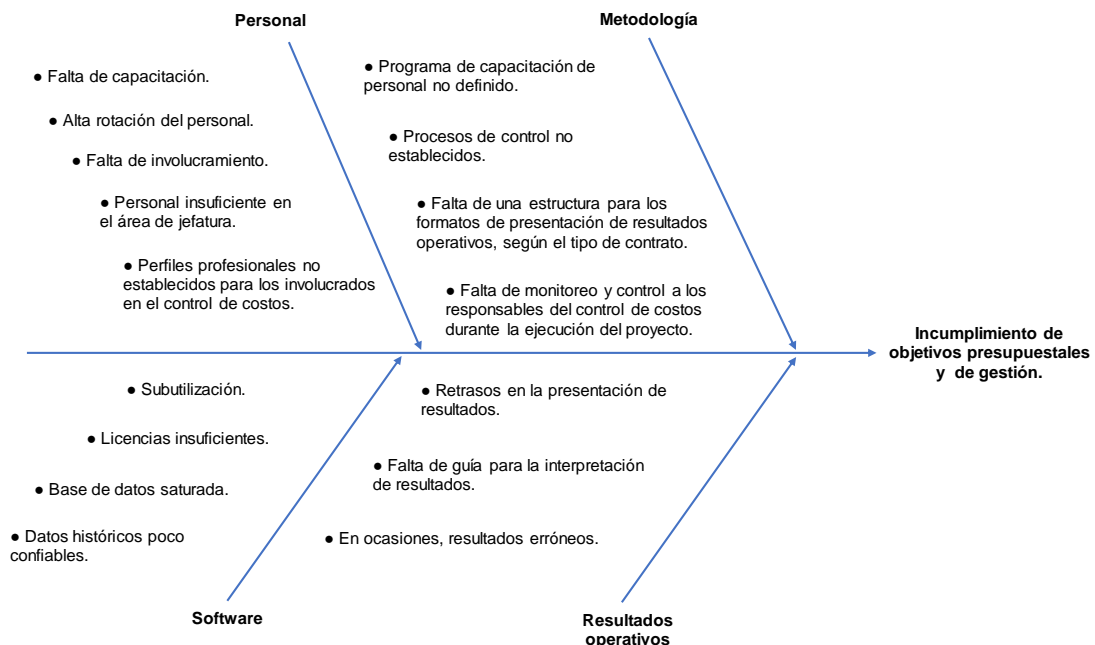 Personal
Metodología
● Falta de capacitación.
● Alta rotación del personal.
● Falta de involucramiento.
● Personal insuficiente en
el área de jefatura.
● Perfiles profesionales no
establecidos para los involucrados
en el control de costos.
● Programa de capacitación de
personal no definido.
● Procesos de control no
establecidos.
● Falta de una estructura para los
formatos de presentación de resultados
operativos, según el tipo de contrato.
● Falta de monitoreo y control a los
responsables del control de costos
durante la ejecución del proyecto.
Incumplimiento de
objetivos presupuestales
y de gestión.
● Subutilización.
● Licencias insuficientes.
● Base de datos saturada.
● Datos históricos poco
confiables.
● Retrasos en la presentación de
resultados.
● Falta de guía para la interpretación
de resultados.
● En ocasiones, resultados erróneos.
Software
Resultados
operativos